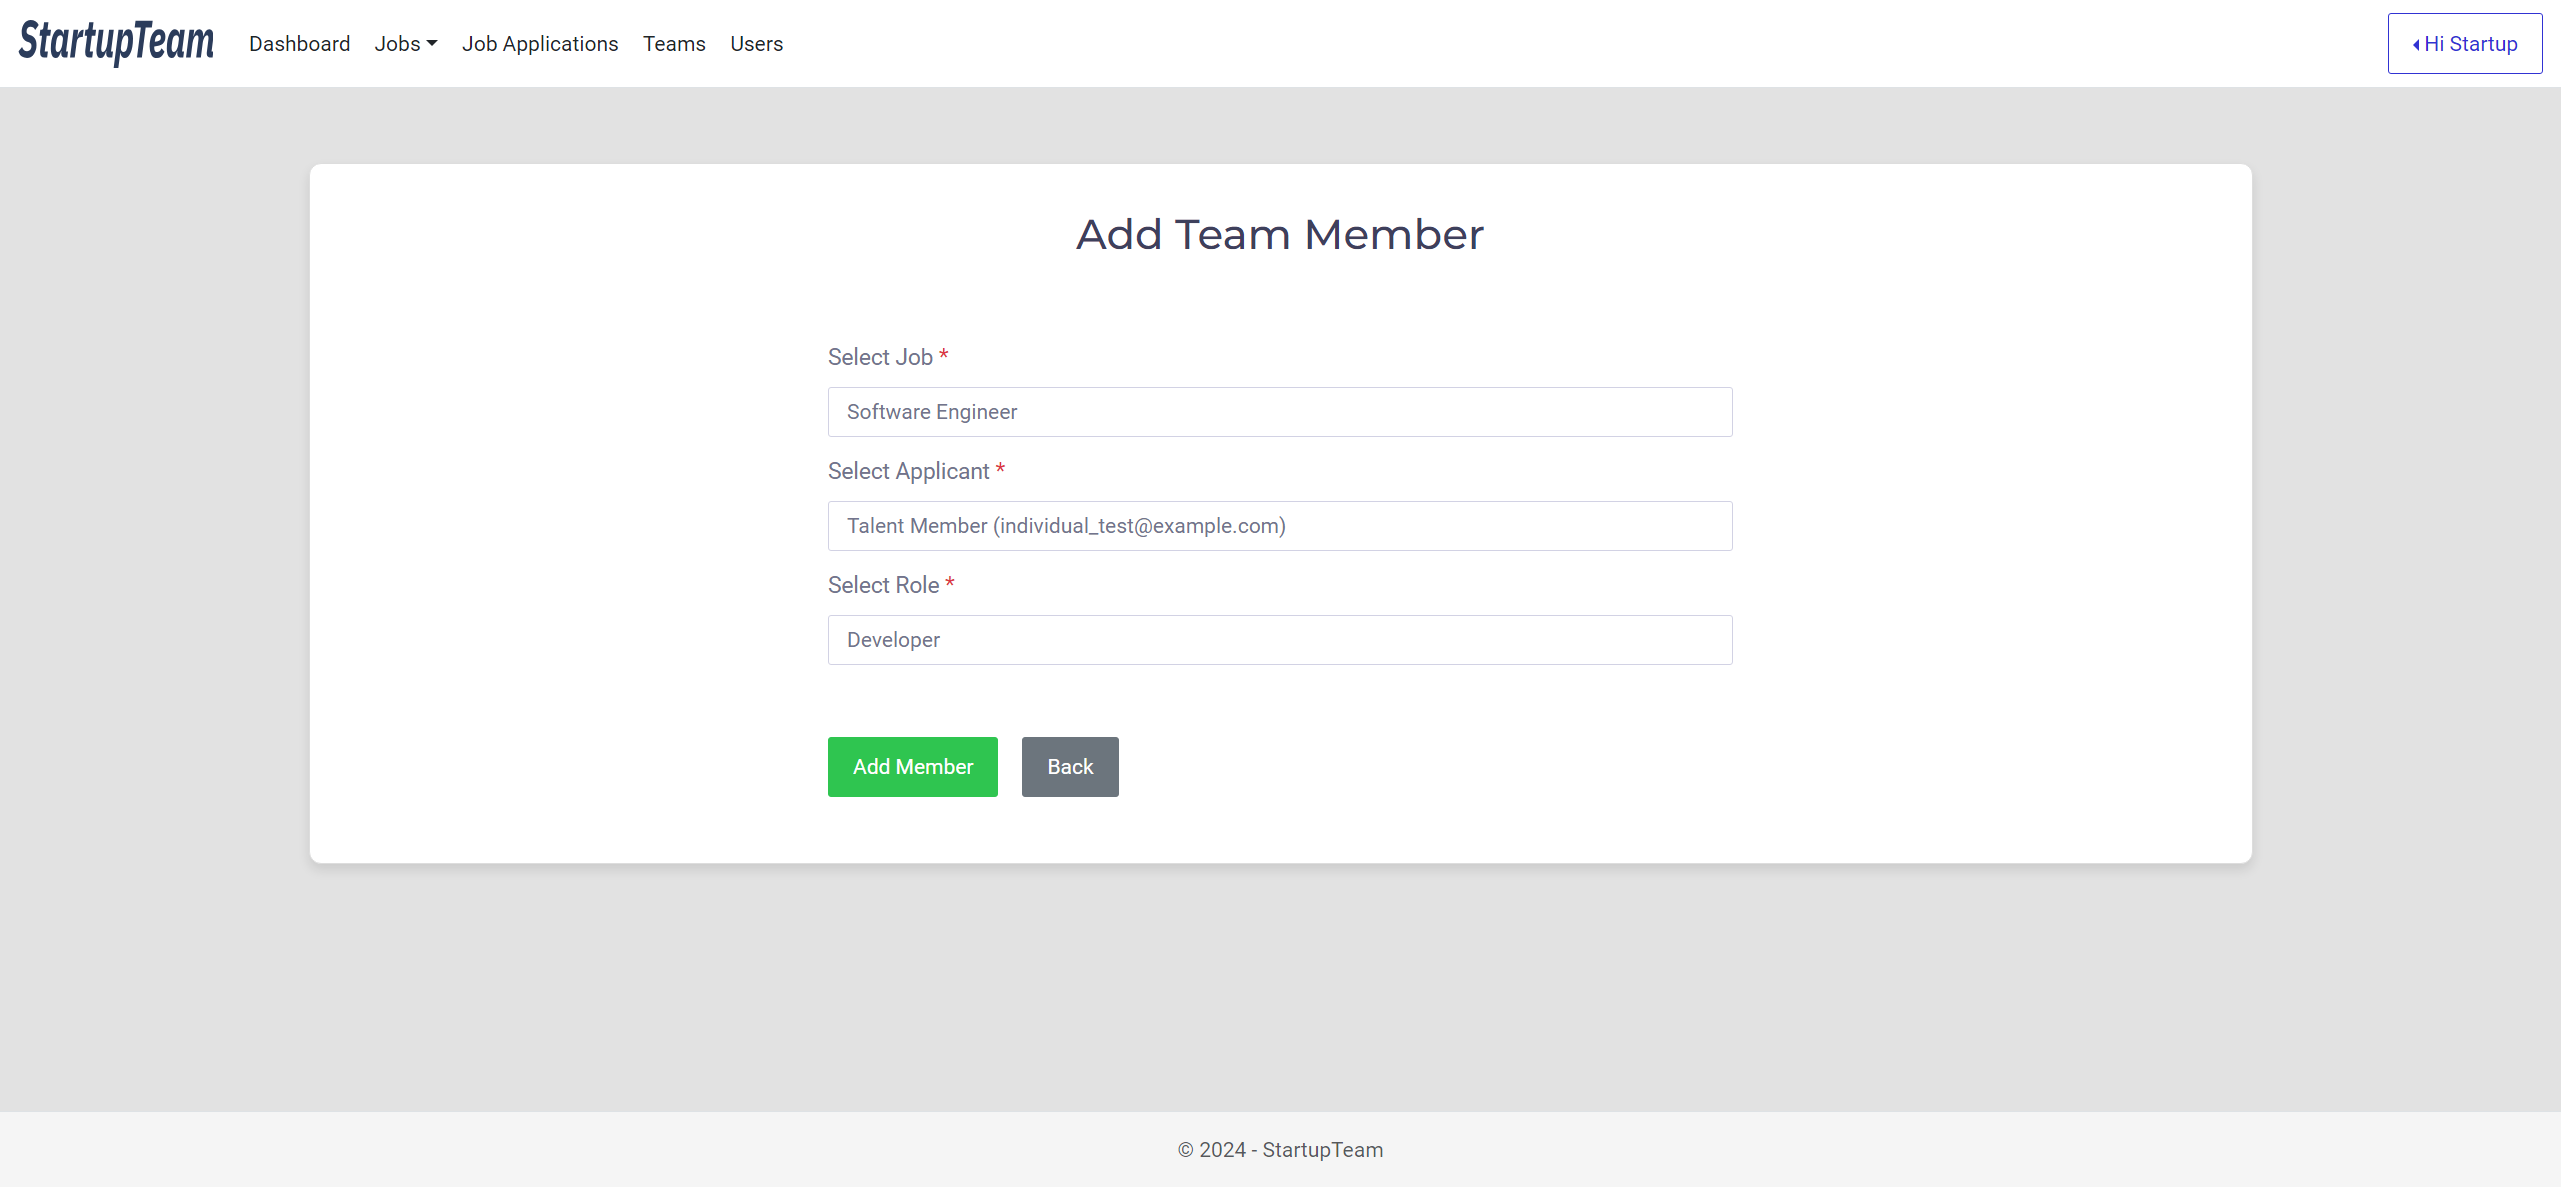 StartupTeam Dashboard Jobs Job Applications Teams Users Hi Startup
Add Team Member
Select Job *
Software Engineer
Select Applicant *
Talent Member (individual_test@example.com)
Select Role *
Developer
Add Member Back
© 2024 - StartupTeam